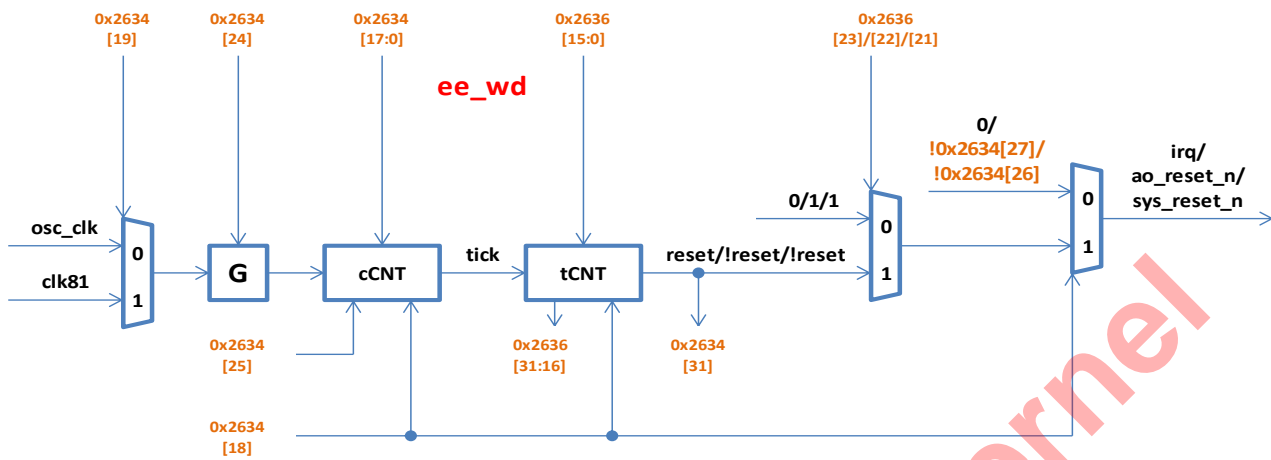 0x2634
[19]
0x2634
[24]
0x2634
[17:0]
0x2636
[15:0]
0x2636
[23]/[22]/[21]
ee_wd
0/
!0x2634[27]/
!0x2634[26]
irq/
ao_reset_n/
sys_reset_n
osc_clk
clk81
0
1
G
cCNT
tick
tCNT
reset/!reset/!reset
0/1/1
0
1
0
1
0x2634
[25]
0x2636
[31:16]
0x2634
[31]
0x2634
[18]
ernel